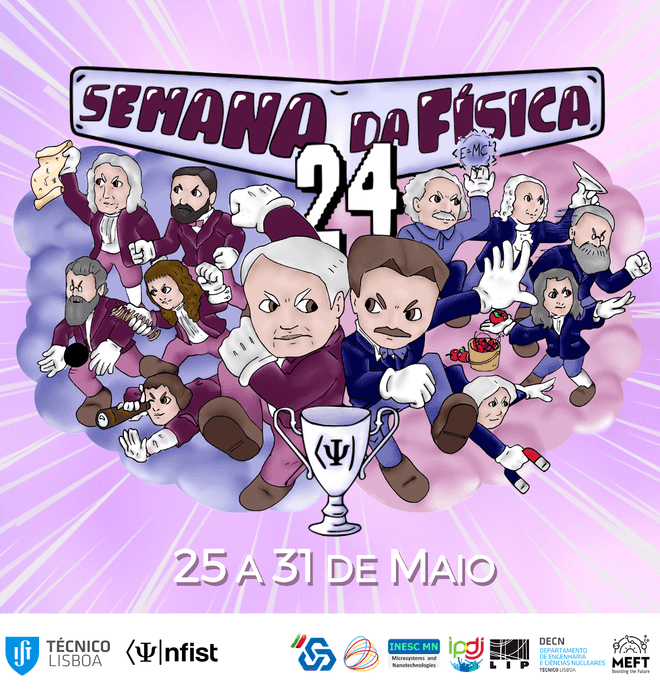 SEMANA DA FÍSICA
24
E=MC²
⟨Ψ
25 A 31 DE MAIO
TÉCNICO
LISBOA
⟨Ψ|nfist
INESC MN
Microsystems and
Nanotechnologies
ipdj
LIP
DECN
DEPARTAMENTO
DE ENGENHARIA
E CIÊNCIAS NUCLEARES
TÉCNICO LISBOA
MEFT
Boosting the Future